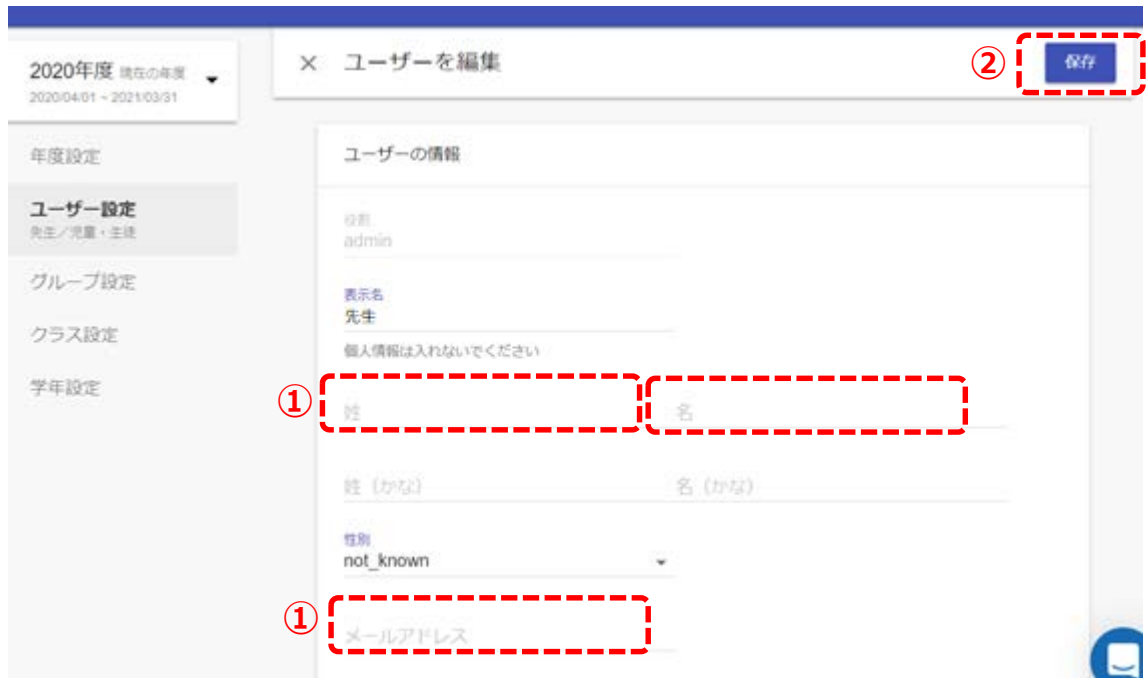 2020年度 現在の年度
2020/04/01 ~ 2021/03/31
× ユーザーを編集
② 保存
年度設定
ユーザー設定
先生／児童・生徒
グループ設定
クラス設定
学年設定
ユーザーの情報
役割
admin
表示名
先生
個人情報は入れないでください
① 姓 名
姓（かな） 名（かな）
性別
not_known
① メールアドレス